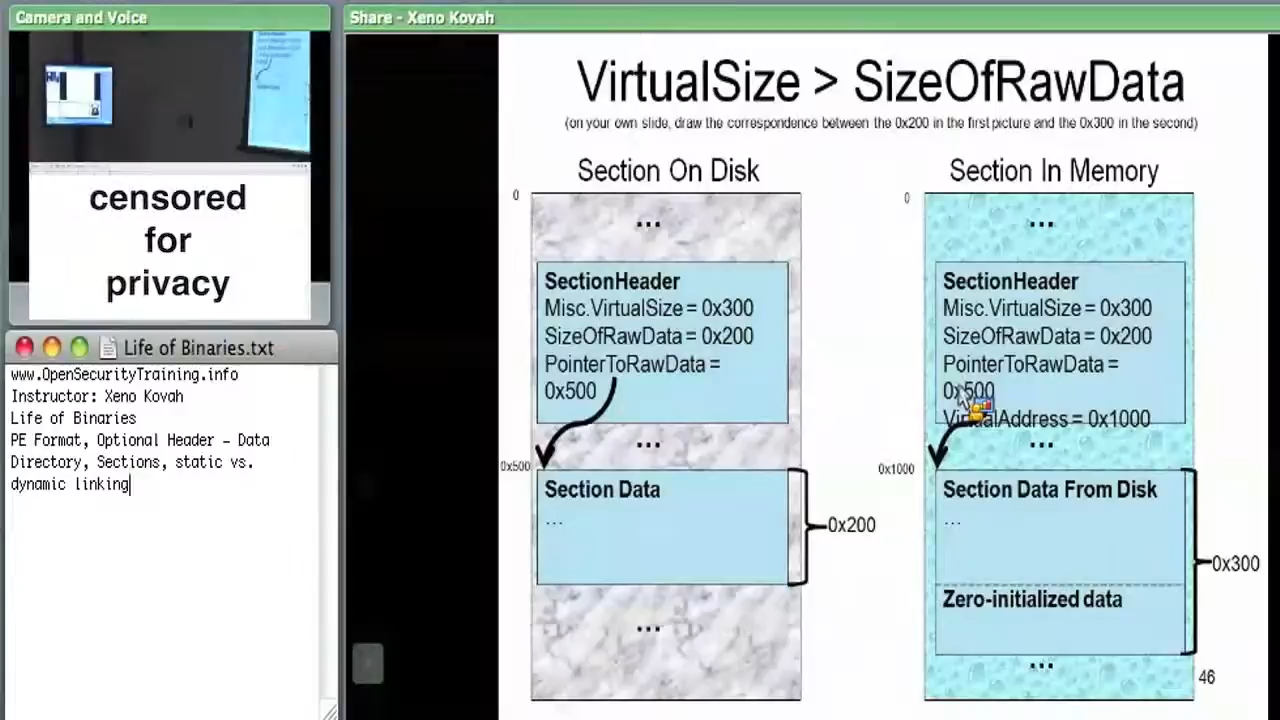 Camera and Voice
Share - Xeno Kovah
censored
for
privacy
Life of Binaries.txt
www.OpenSecurityTraining.info
Instructor: Xeno Kovah
Life of Binaries
PE Format, Optional Header - Data
Directory, Sections, static vs.
dynamic linking
VirtualSize > SizeOfRawData
(on your own slide, draw the correspondence between the 0x200 in the first picture and the 0x300 in the second)
Section On Disk
0
...
SectionHeader
Misc.VirtualSize = 0x300
SizeOfRawData = 0x200
PointerToRawData =
0x500
...
0x500
Section Data
...
0x200
...
Section In Memory
0
...
SectionHeader
Misc.VirtualSize = 0x300
SizeOfRawData = 0x200
PointerToRawData =
0x500
VirtualAddress = 0x1000
...
0x1000
Section Data From Disk
...
0x300
Zero-initialized data
...
46